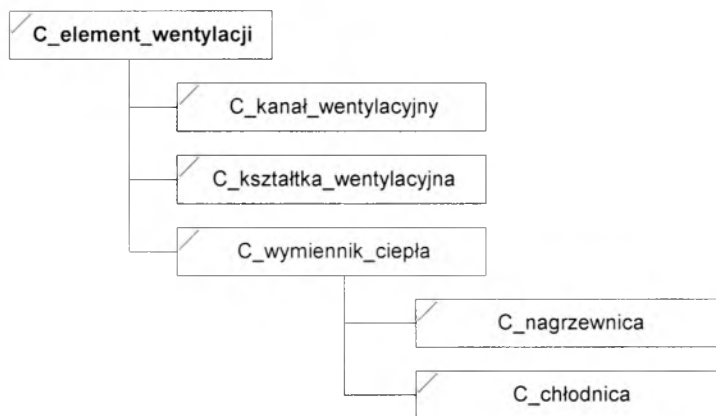 C_element_wentylacji
C_kanał_wentylacyjny
C_kształtka_wentylacyjna
C_wymiennik_ciepła
C_nagrzewnica
C_chłodnica